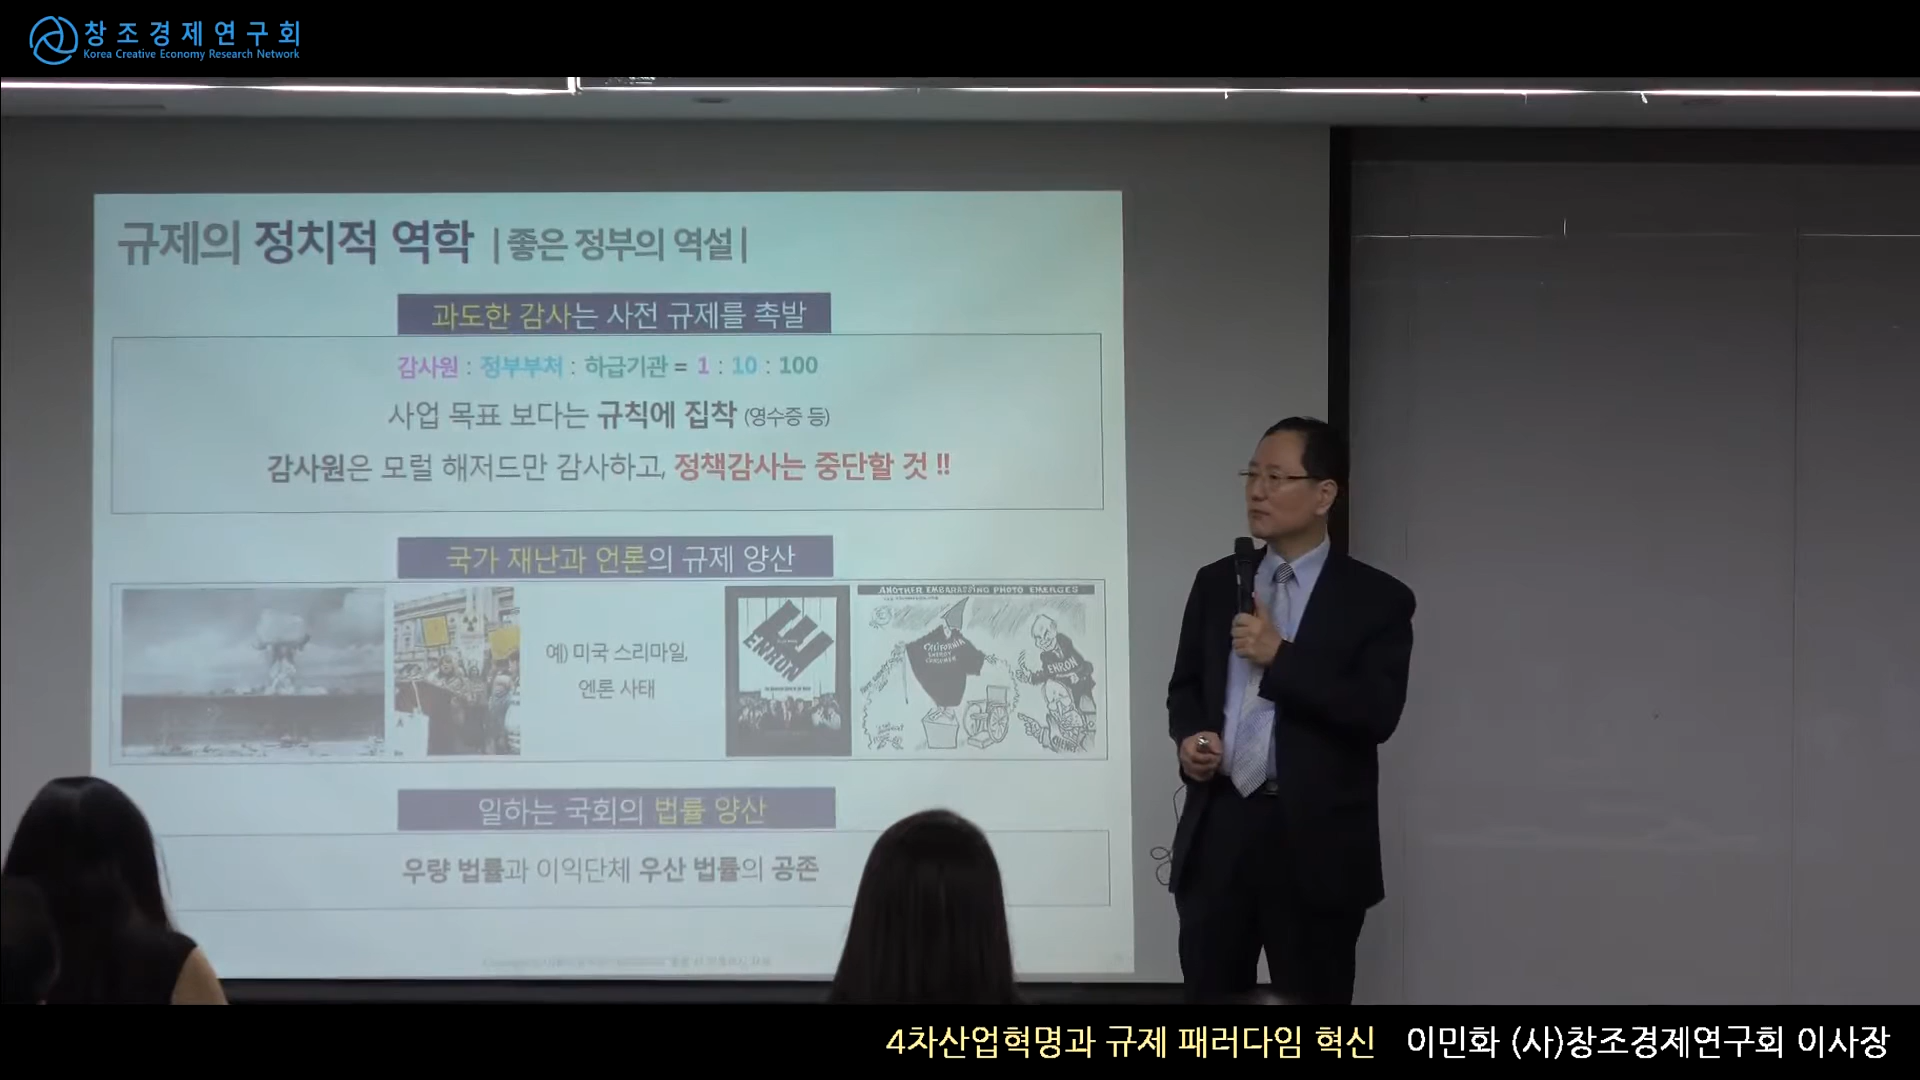 창조경제연구회
Korea Creative Economy Research Network
규제의 정치적 역학 | 좋은 정부의 역설 |
과도한 감사는 사전 규제를 촉발
감사원 : 정부부처 : 하급기관 = 1 : 10 : 100
사업 목표 보다는 규칙에 집착 (영수증 등)
감사원은 모럴 해저드만 감사하고, 정책감사는 중단할 것 !!
국가 재난과 언론의 규제 양산
예) 미국 스리마일,
엔론 사태
ENRON
ANOTHER EMBARASSING PHOTO EMERGES
CALIFORNIA
ENERGY
CONSUMER
ENRON
일하는 국회의 법률 양산
우량 법률과 이익단체 우산 법률의 공존
4차산업혁명과 규제 패러다임 혁신 이민화 (사)창조경제연구회 이사장